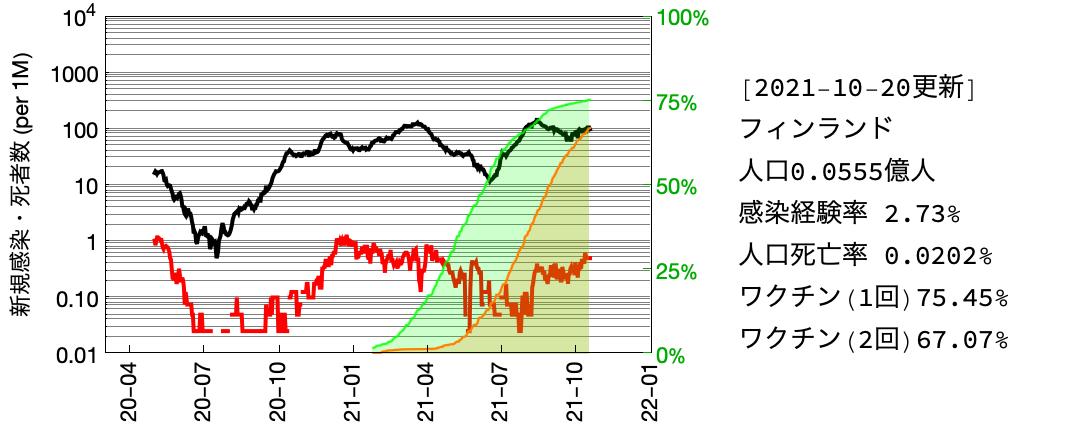 10⁴
1000
100
10
1
0.10
0.01
新規感染・死者数 (per 1M)
100%
75%
50%
25%
0%
20-04
20-07
20-10
21-01
21-04
21-07
21-10
22-01
[2021-10-20更新]
フィンランド
人口0.0555億人
感染経験率 2.73%
人口死亡率 0.0202%
ワクチン(1回)75.45%
ワクチン(2回)67.07%